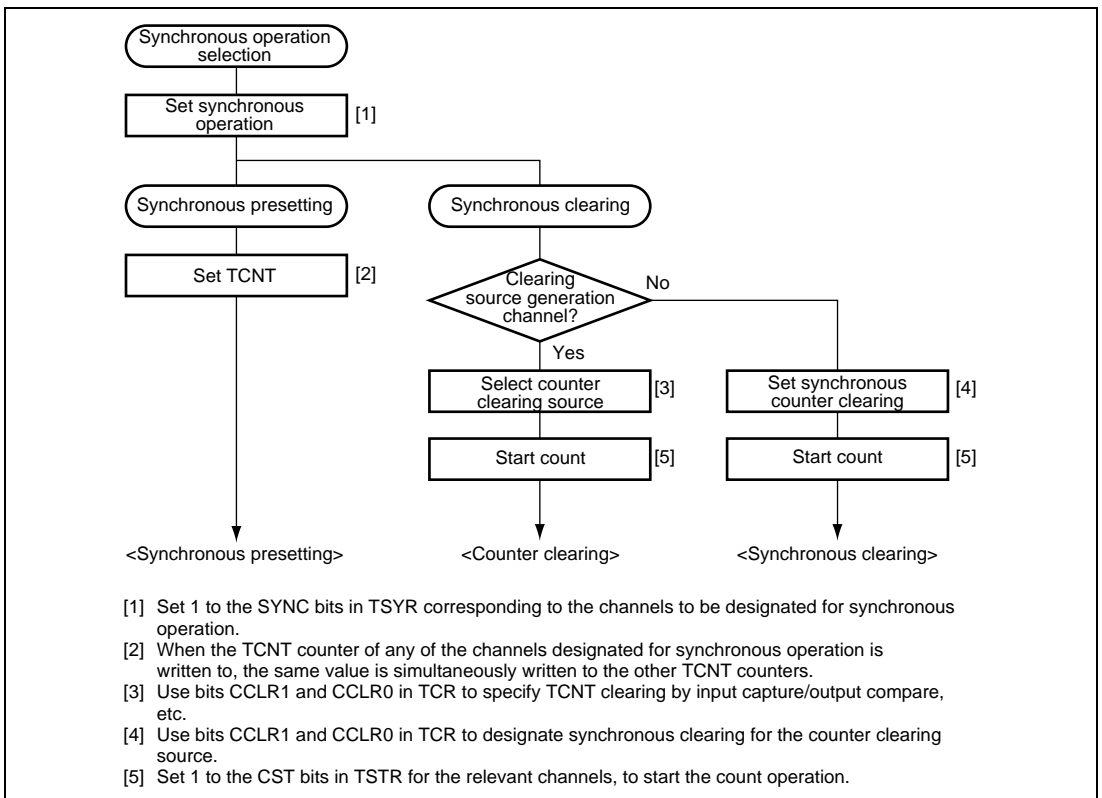 Synchronous operation
selection
Set synchronous
operation
[1]
Synchronous presetting
Synchronous clearing
Set TCNT
[2]
Clearing
source generation
channel?
No
Yes
Select counter
clearing source
[3]
Set synchronous
counter clearing
[4]
Start count
[5]
Start count
[5]
<Synchronous presetting>
<Counter clearing>
<Synchronous clearing>
[1] Set 1 to the SYNC bits in TSYR corresponding to the channels to be designated for synchronous
operation.
[2] When the TCNT counter of any of the channels designated for synchronous operation is
written to, the same value is simultaneously written to the other TCNT counters.
[3] Use bits CCLR1 and CCLR0 in TCR to specify TCNT clearing by input capture/output compare,
etc.
[4] Use bits CCLR1 and CCLR0 in TCR to designate synchronous clearing for the counter clearing
source.
[5] Set 1 to the CST bits in TSTR for the relevant channels, to start the count operation.